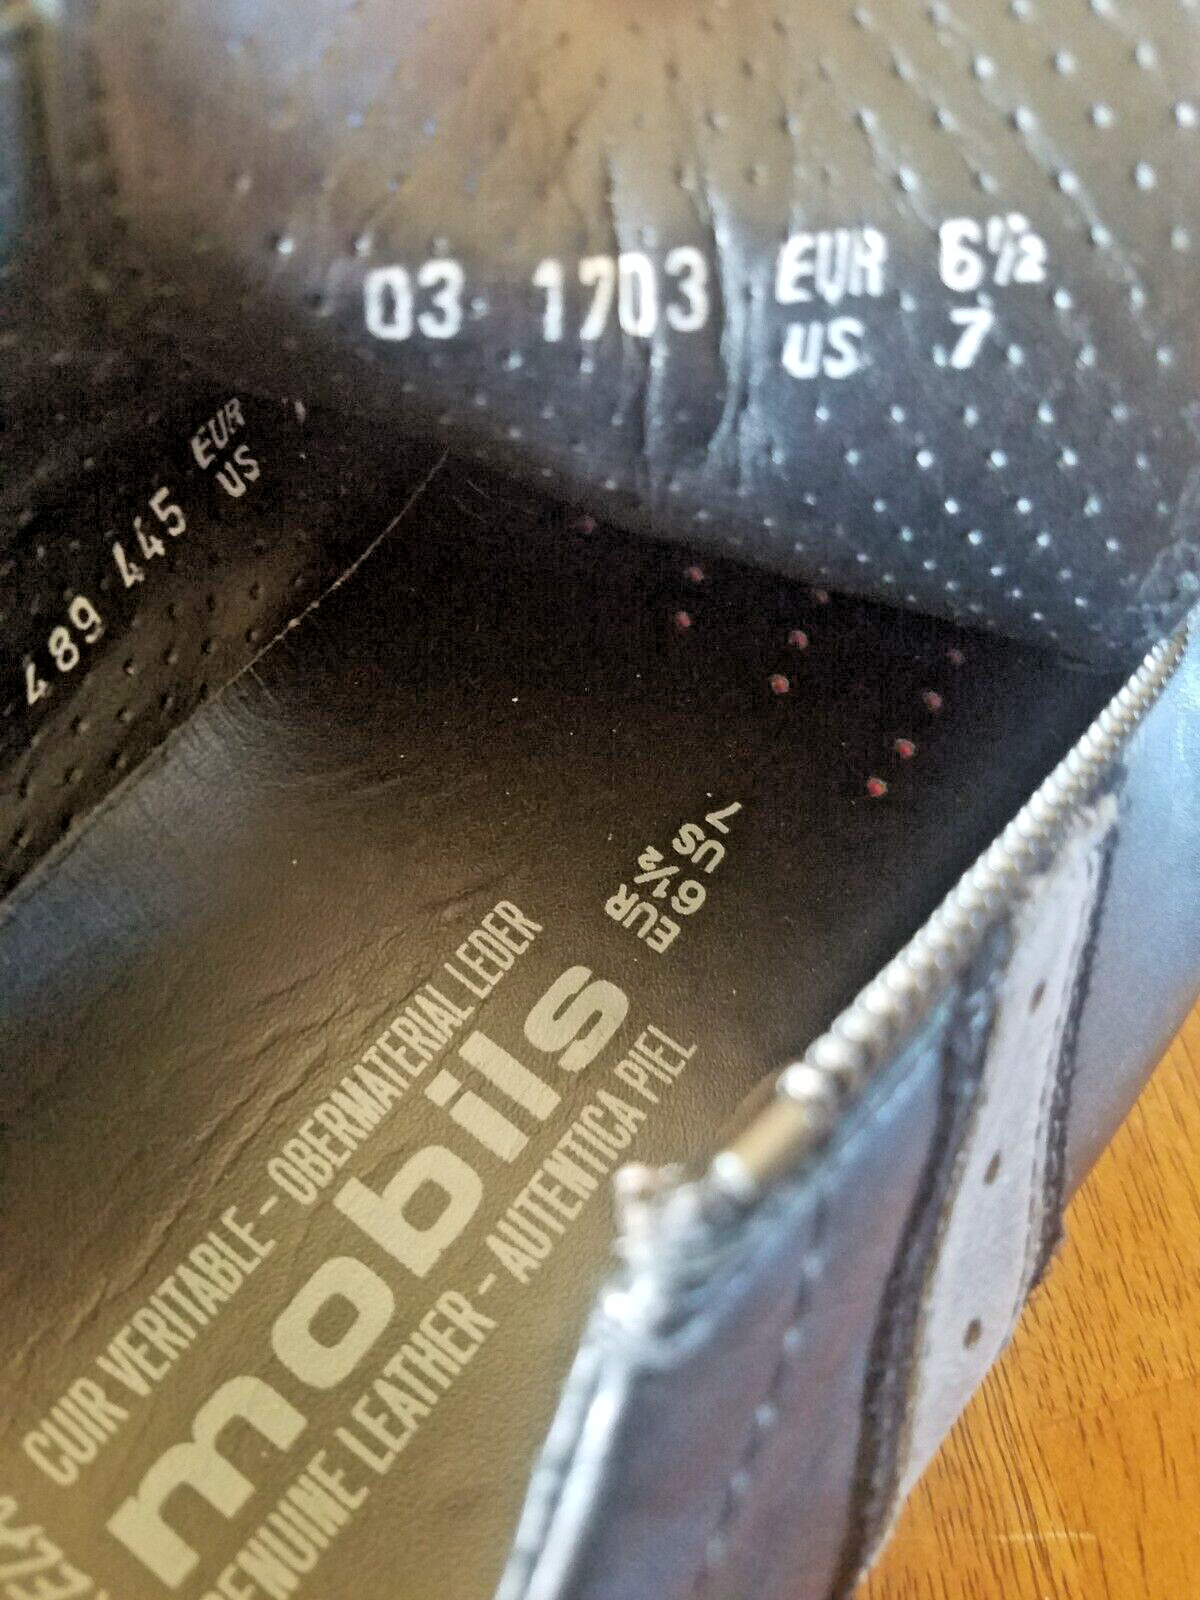 03 1703 EUR 6½
US 7
489 445 EUR
US
EUR
6½
US
7
CUIR VERITABLE - OBERMATERIAL LEDER
mobils
GENUINE LEATHER - AUTENTICA PIEL